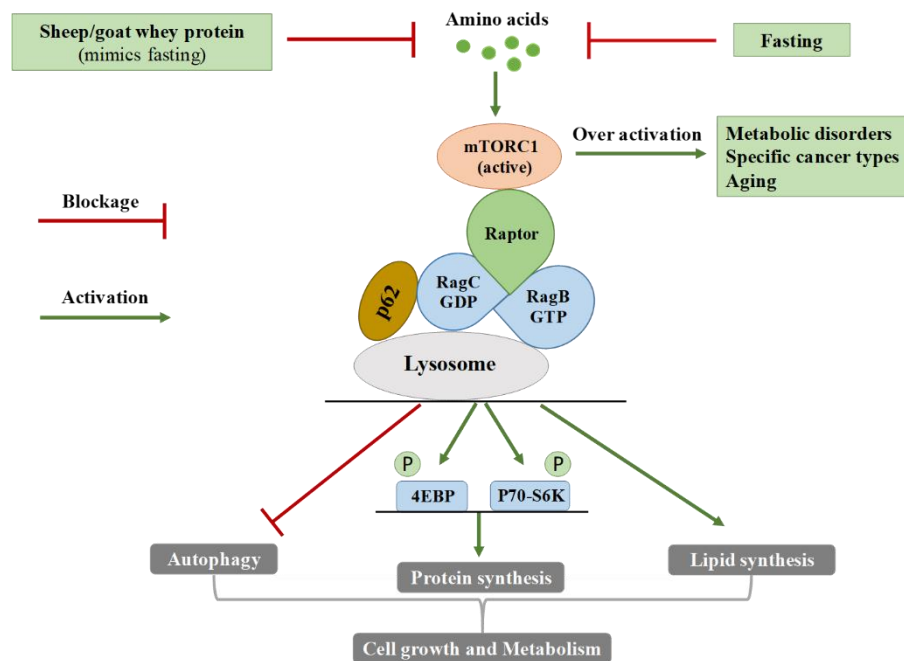 Sheep/goat whey protein
(mimics fasting)
Amino acids
Fasting
mTORC1
(active)
Over activation
Metabolic disorders
Specific cancer types
Aging
Blockage
Raptor
Activation
p62
RagC
GDP
RagB
GTP
Lysosome
P
P
4EBP
P70-S6K
Autophagy
Protein synthesis
Lipid synthesis
Cell growth and Metabolism